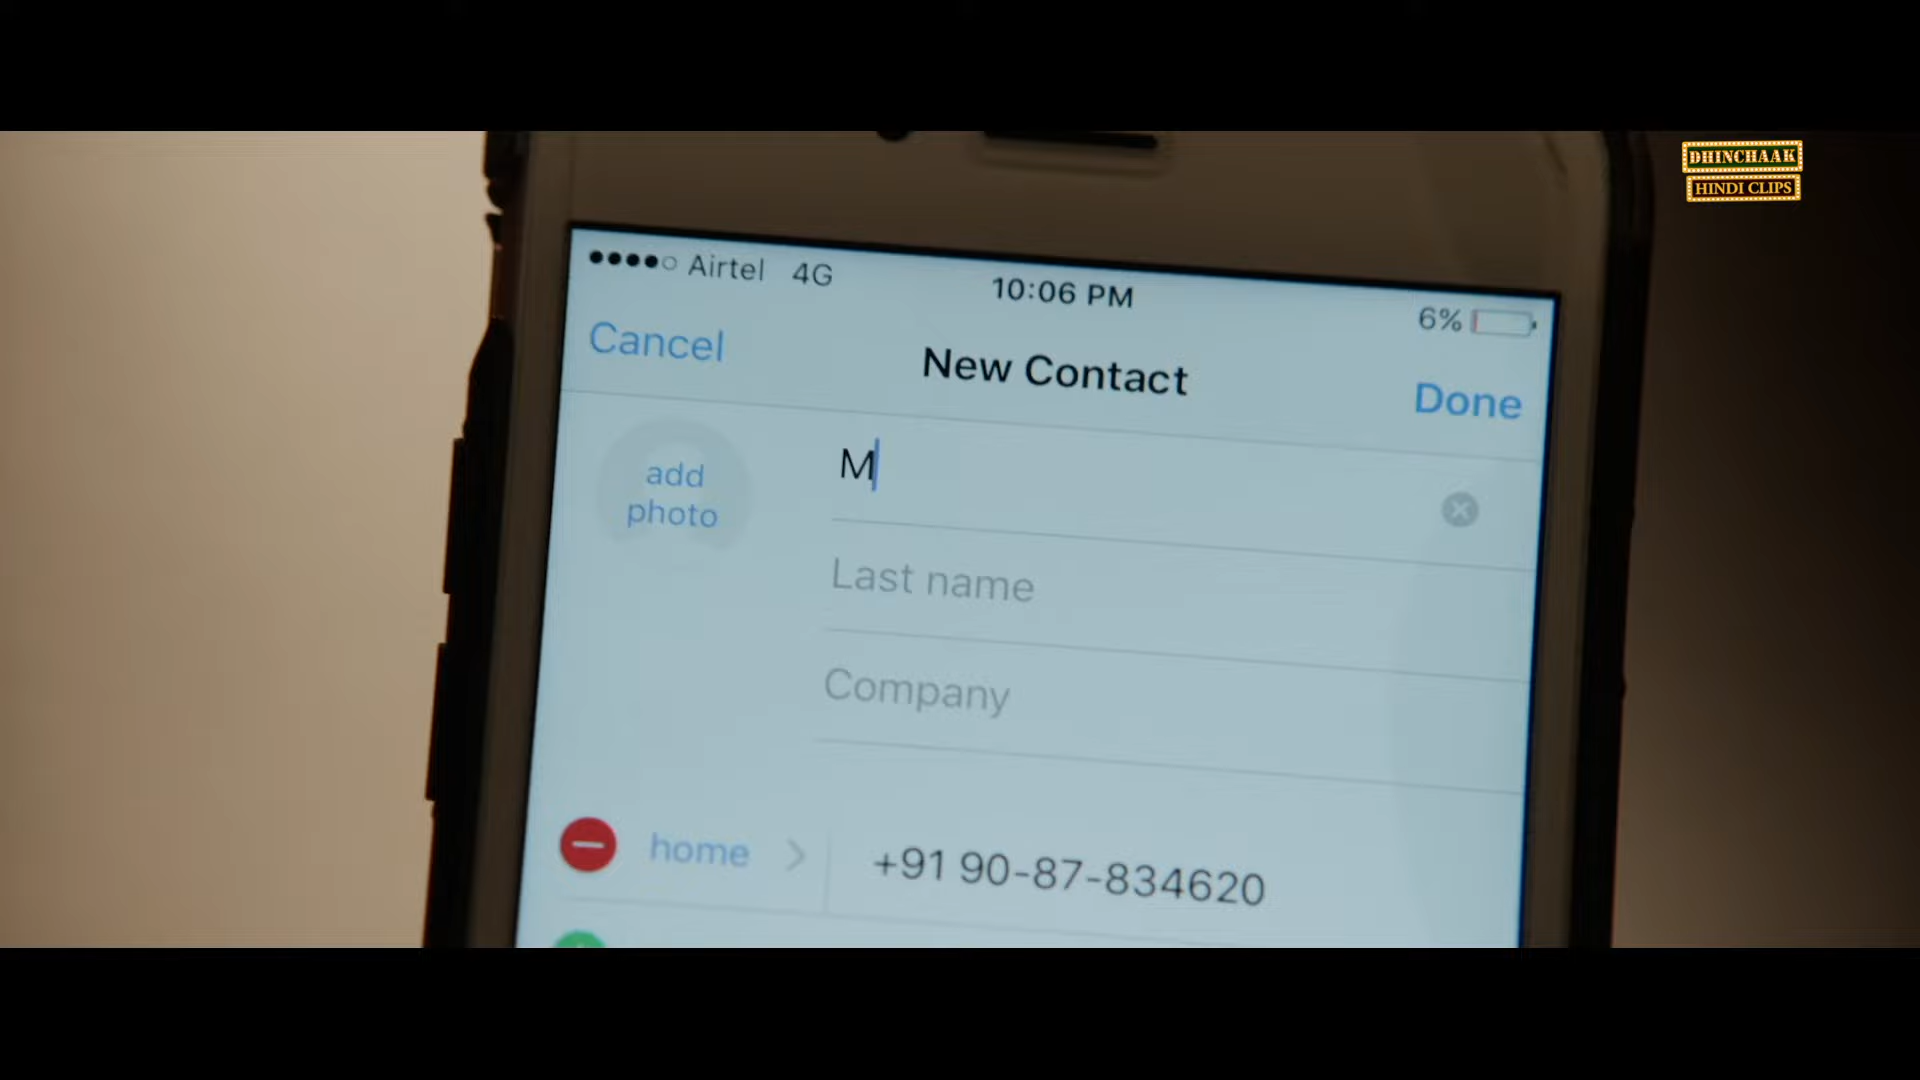 DHINCHAAK
HINDI CLIPS
Airtel 4G 10:06 PM 6%
Cancel New Contact Done
add
photo
M
Last name
Company
home +91 90-87-834620